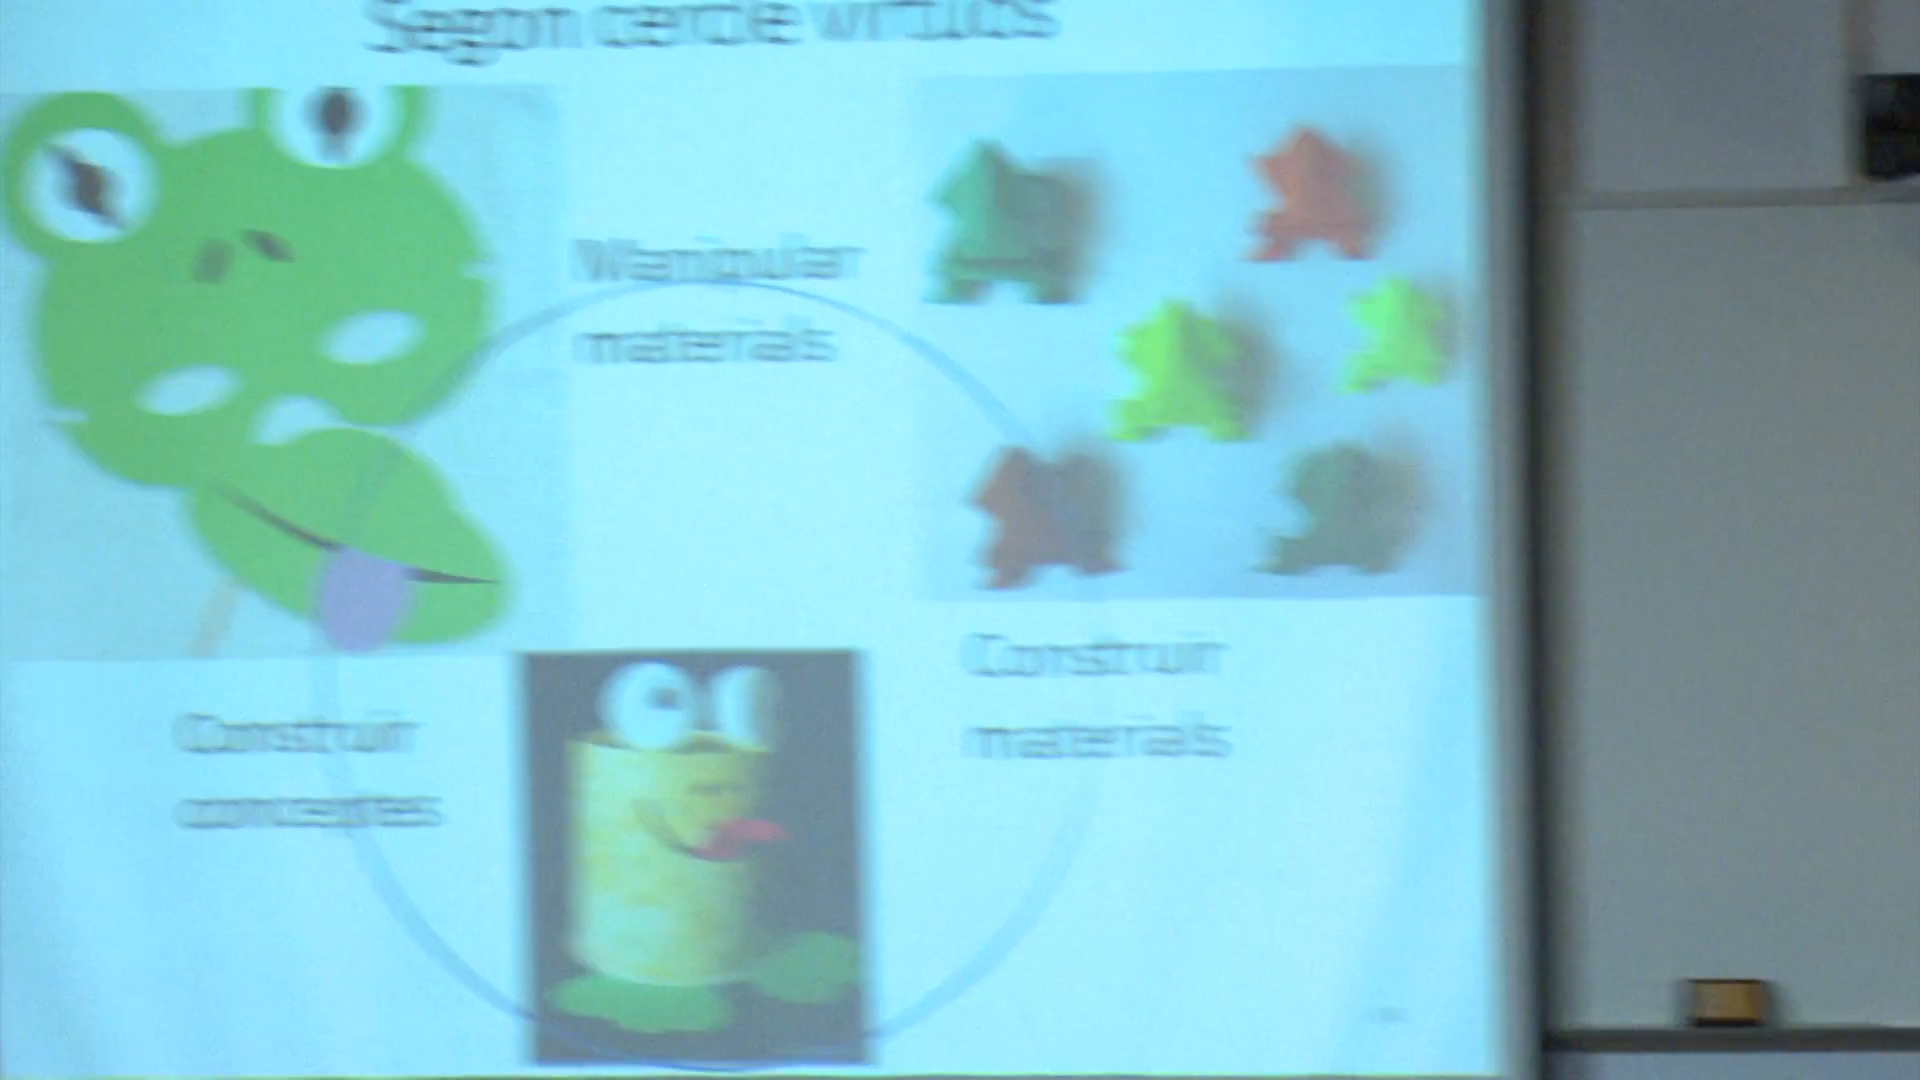 Segon cercle virtuós
Manipular
materials
Construir
materials
Construir
conceptes